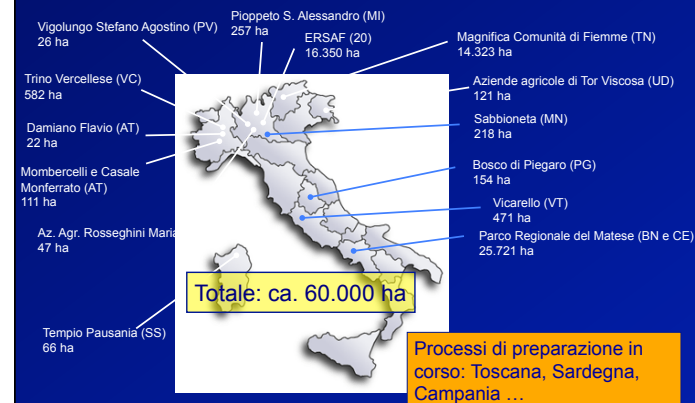 Vigolungo Stefano Agostino (PV)
26 ha
Pioppeto S. Alessandro (MI)
257 ha
ERSAF (20)
16.350 ha
Magnifica Comunità di Fiemme (TN)
14.323 ha
Trino Vercellese (VC)
582 ha
Aziende agricole di Tor Viscosa (UD)
121 ha
Damiano Flavio (AT)
22 ha
Sabbioneta (MN)
218 ha
Mombercelli e Casale
Monferrato (AT)
111 ha
Bosco di Piegaro (PG)
154 ha
Az. Agr. Rosseghini Maria
47 ha
Vicarello (VT)
471 ha
Parco Regionale del Matese (BN e CE)
25.721 ha
Totale: ca. 60.000 ha
Tempio Pausania (SS)
66 ha
Processi di preparazione in
corso: Toscana, Sardegna,
Campania …